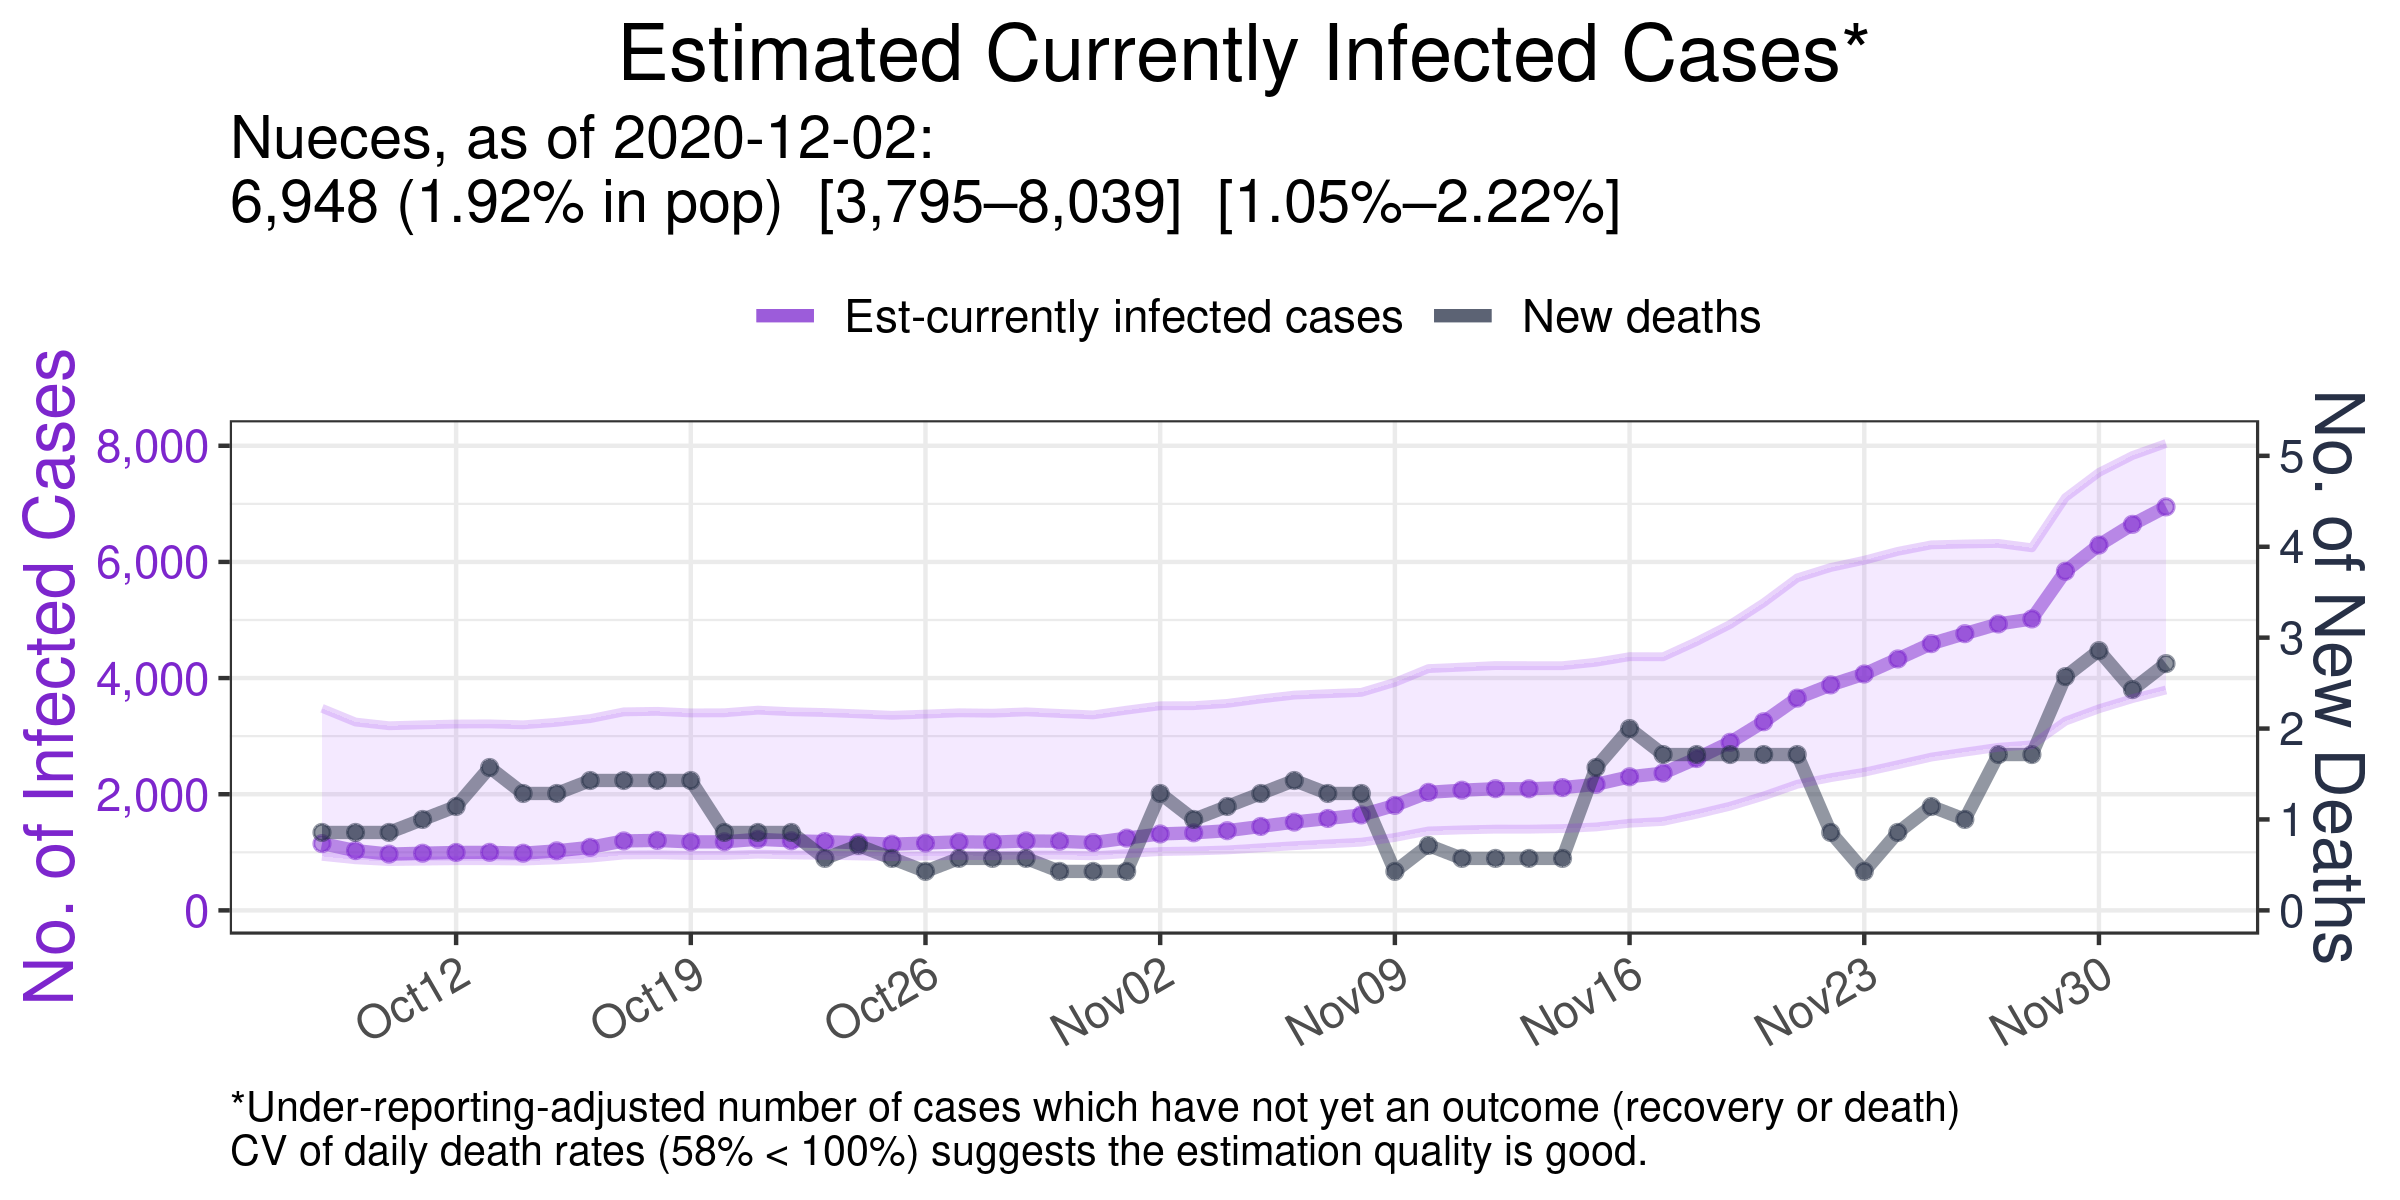 Estimated Currently Infected Cases*
Nueces, as of 2020-12-02:
6,948 (1.92% in pop)  [3,795–8,039]  [1.05%–2.22%]
Est-currently infected cases
New deaths
No. of Infected Cases
8,000
6,000
4,000
2,000
0
5
4
3
2
1
0
No. of New Deaths
Oct12
Oct19
Oct26
Nov02
Nov09
Nov16
Nov23
Nov30
*Under-reporting-adjusted number of cases which have not yet an outcome (recovery or death)
CV of daily death rates (58% < 100%) suggests the estimation quality is good.